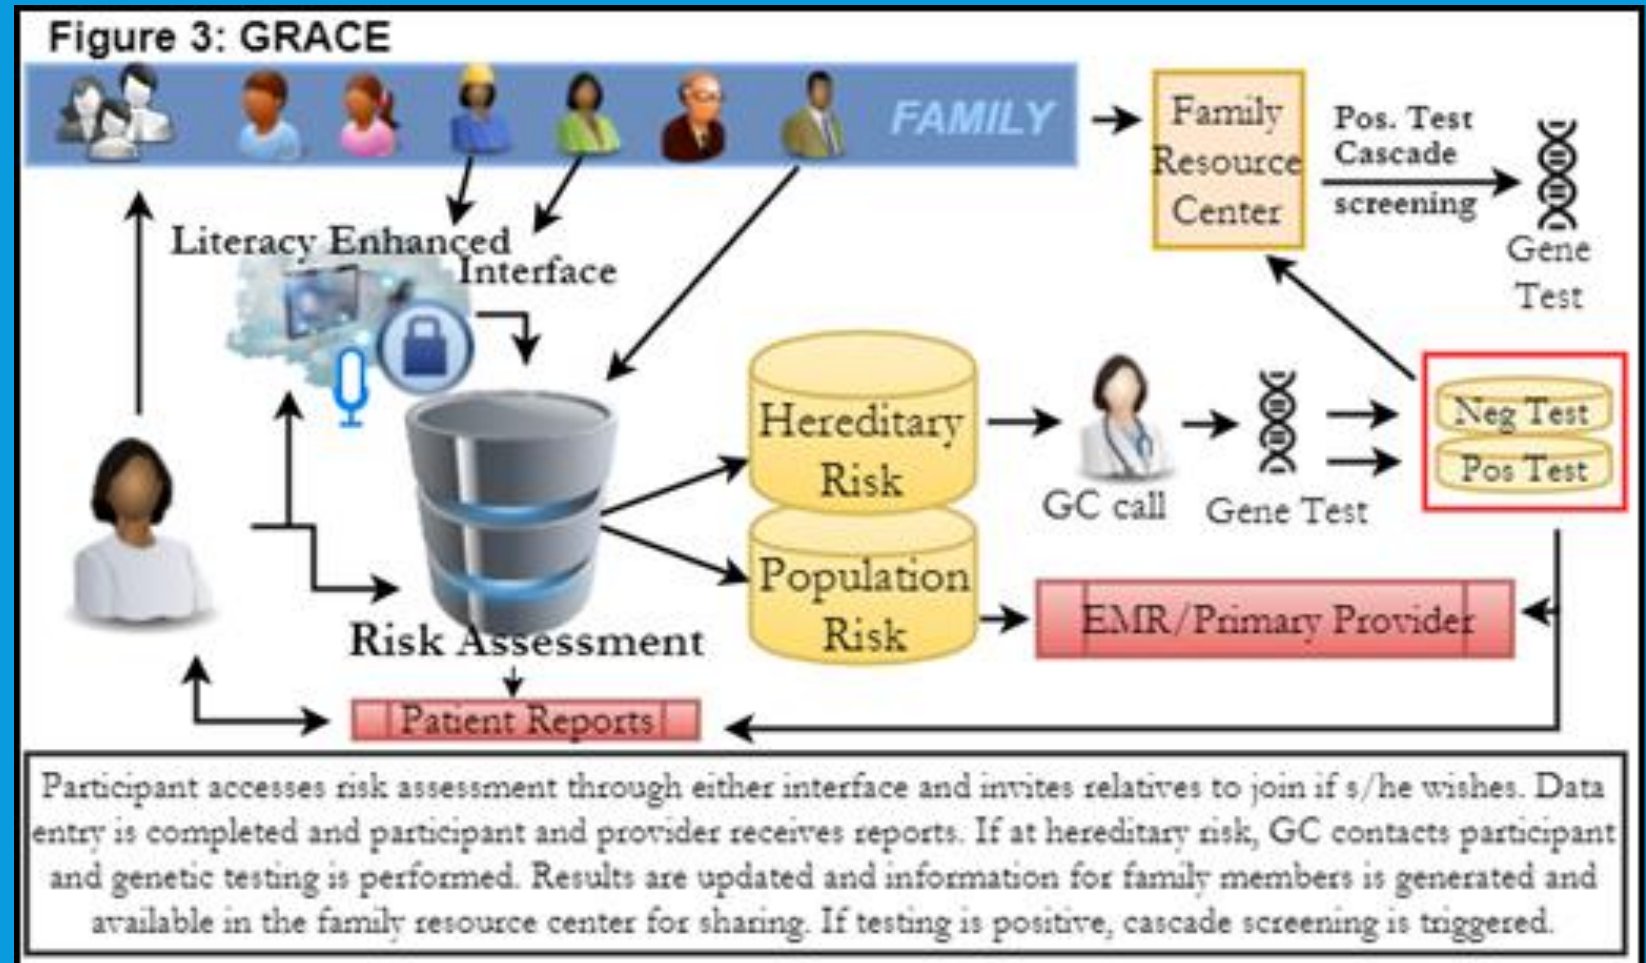 Figure 3: GRACE
FAMILY
Family
Resource
Center
Pos. Test
Cascade
screening
Gene
Test
Literacy Enhanced
Interface
Hereditary
Risk
GC call
Gene Test
Neg Test
Pos Test
Population
Risk
EMR/Primary Provider
Risk Assessment
Patient Reports
Participant accesses risk assessment through either interface and invites relatives to join if s/he wishes. Data
entry is completed and participant and provider receives reports. If at hereditary risk, GC contacts participant
and genetic testing is performed. Results are updated and information for family members is generated and
available in the family resource center for sharing. If testing is positive, cascade screening is triggered.